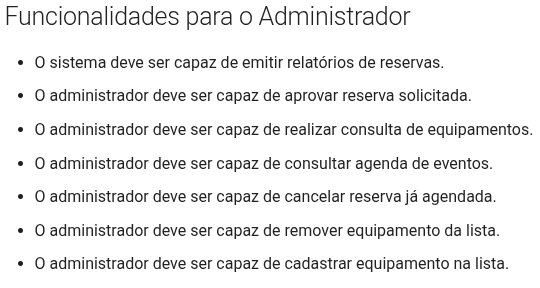 Funcionalidades para o Administrador
• O sistema deve ser capaz de emitir relatórios de reservas.
• O administrador deve ser capaz de aprovar reserva solicitada.
• O administrador deve ser capaz de realizar consulta de equipamentos.
• O administrador deve ser capaz de consultar agenda de eventos.
• O administrador deve ser capaz de cancelar reserva já agendada.
• O administrador deve ser capaz de remover equipamento da lista.
• O administrador deve ser capaz de cadastrar equipamento na lista.